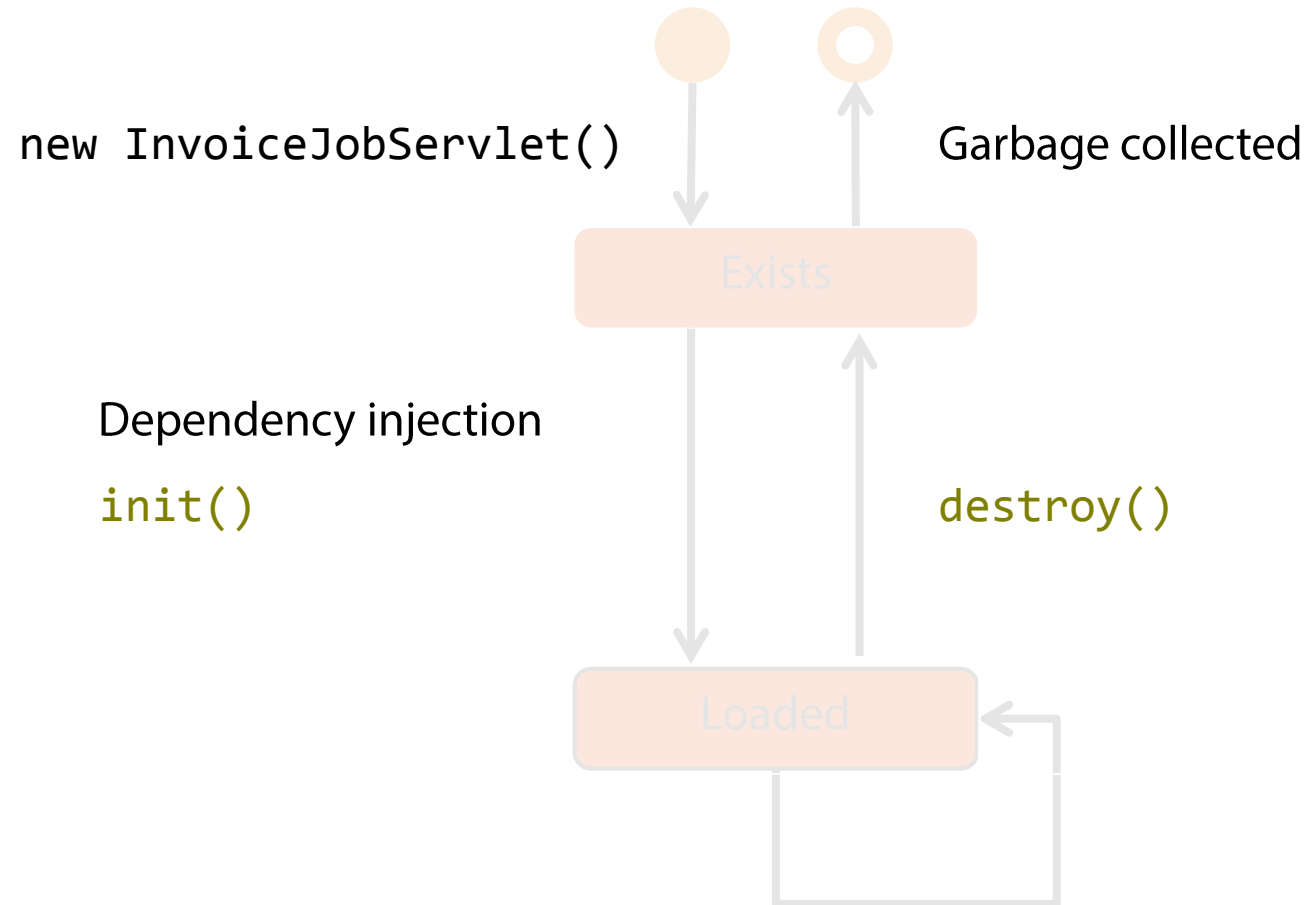 new InvoiceJobServlet()
Garbage collected
Exists
Dependency injection
init()
destroy()
Loaded